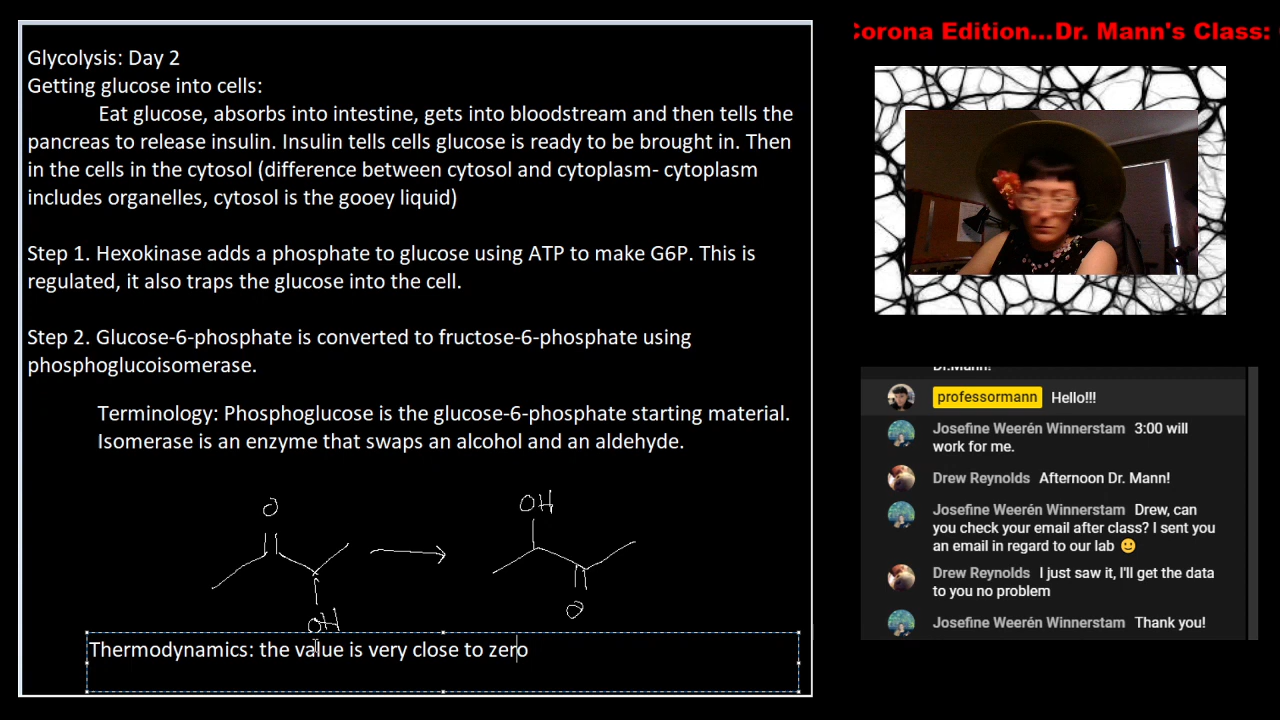 Glycolysis: Day 2
Getting glucose into cells:
Eat glucose, absorbs into intestine, gets into bloodstream and then tells the
pancreas to release insulin. Insulin tells cells glucose is ready to be brought in. Then
in the cells in the cytosol (difference between cytosol and cytoplasm- cytoplasm
includes organelles, cytosol is the gooey liquid)
Step 1. Hexokinase adds a phosphate to glucose using ATP to make G6P. This is
regulated, it also traps the glucose into the cell.
Step 2. Glucose-6-phosphate is converted to fructose-6-phosphate using
phosphoglucoisomerase.
Terminology: Phosphoglucose is the glucose-6-phosphate starting material.
Isomerase is an enzyme that swaps an alcohol and an aldehyde.
O
OH
OH
O
Thermodynamics: the value is very close to zero
Corona Edition...Dr. Mann's Class:
Dr.Mann!
professormann Hello!!!
Josefine Weerén Winnerstam 3:00 will
work for me.
Drew Reynolds Afternoon Dr. Mann!
Josefine Weerén Winnerstam Drew, can
you check your email after class? I sent you
an email in regard to our lab 🙂
Drew Reynolds I just saw it, I'll get the data
to you no problem
Josefine Weerén Winnerstam Thank you!